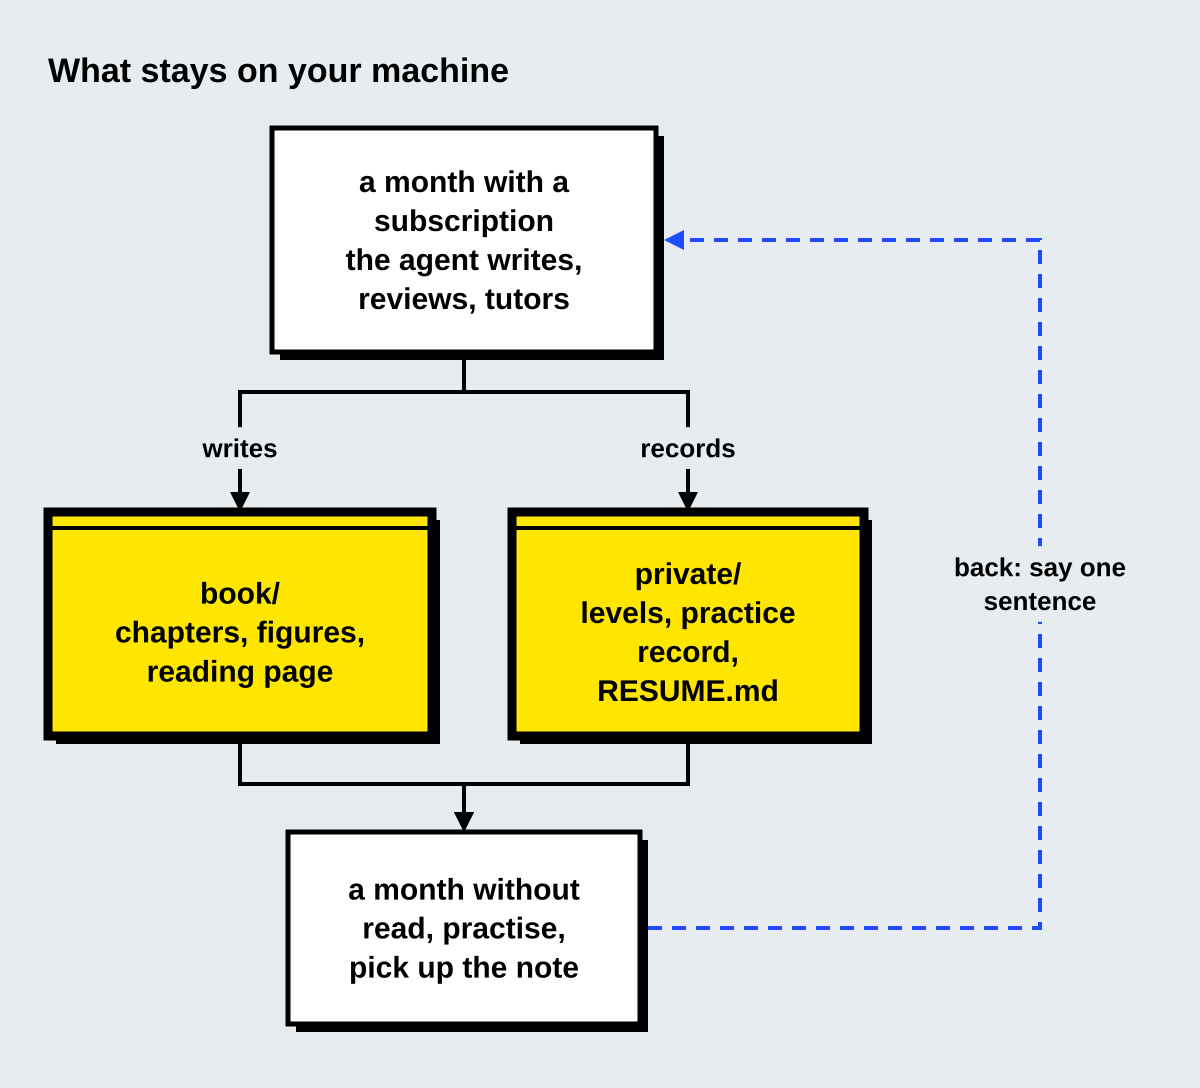 What stays on your machine
a month with a
subscription
the agent writes,
reviews, tutors
writes
records
book/
chapters, figures,
reading page
private/
levels, practice
record,
RESUME.md
back: say one
sentence
a month without
read, practise,
pick up the note